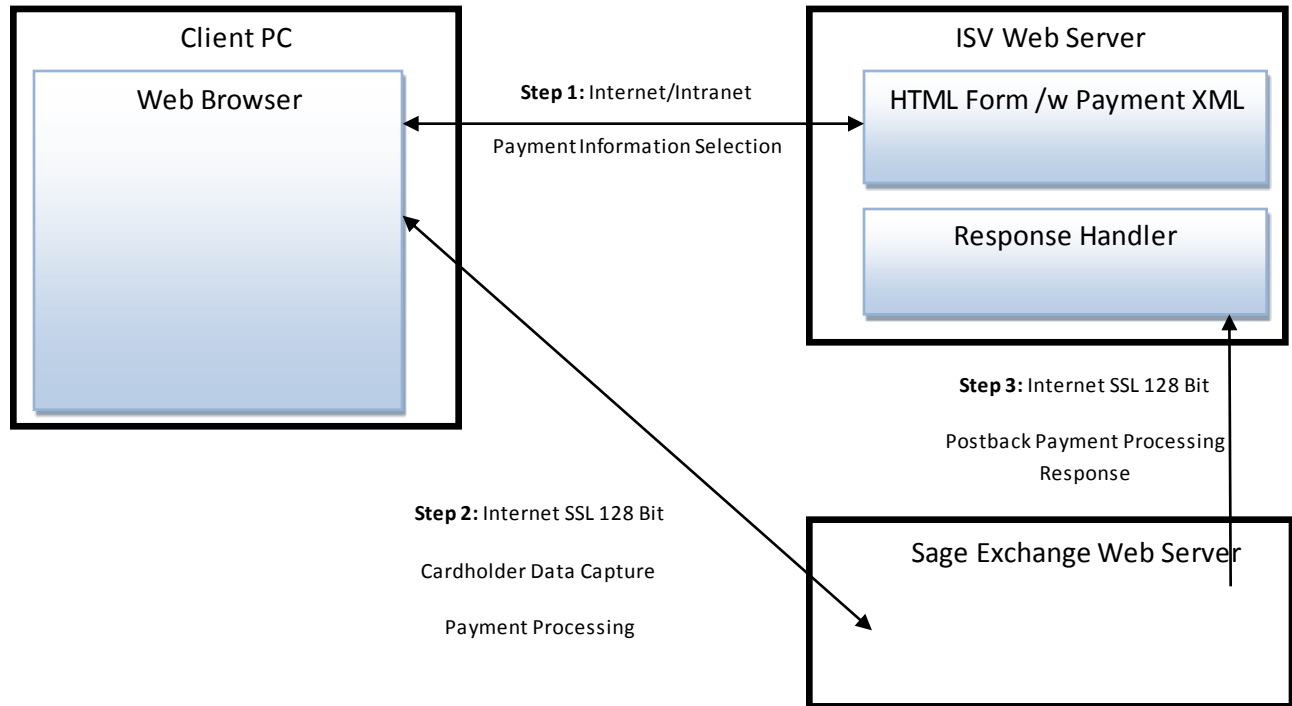 Client PC
Web Browser
Step 1: Internet/Intranet
Payment Information Selection
ISV Web Server
HTML Form /w Payment XML
Response Handler
Step 3: Internet SSL 128 Bit
Postback Payment Processing
Response
Step 2: Internet SSL 128 Bit
Cardholder Data Capture
Payment Processing
Sage Exchange Web Server